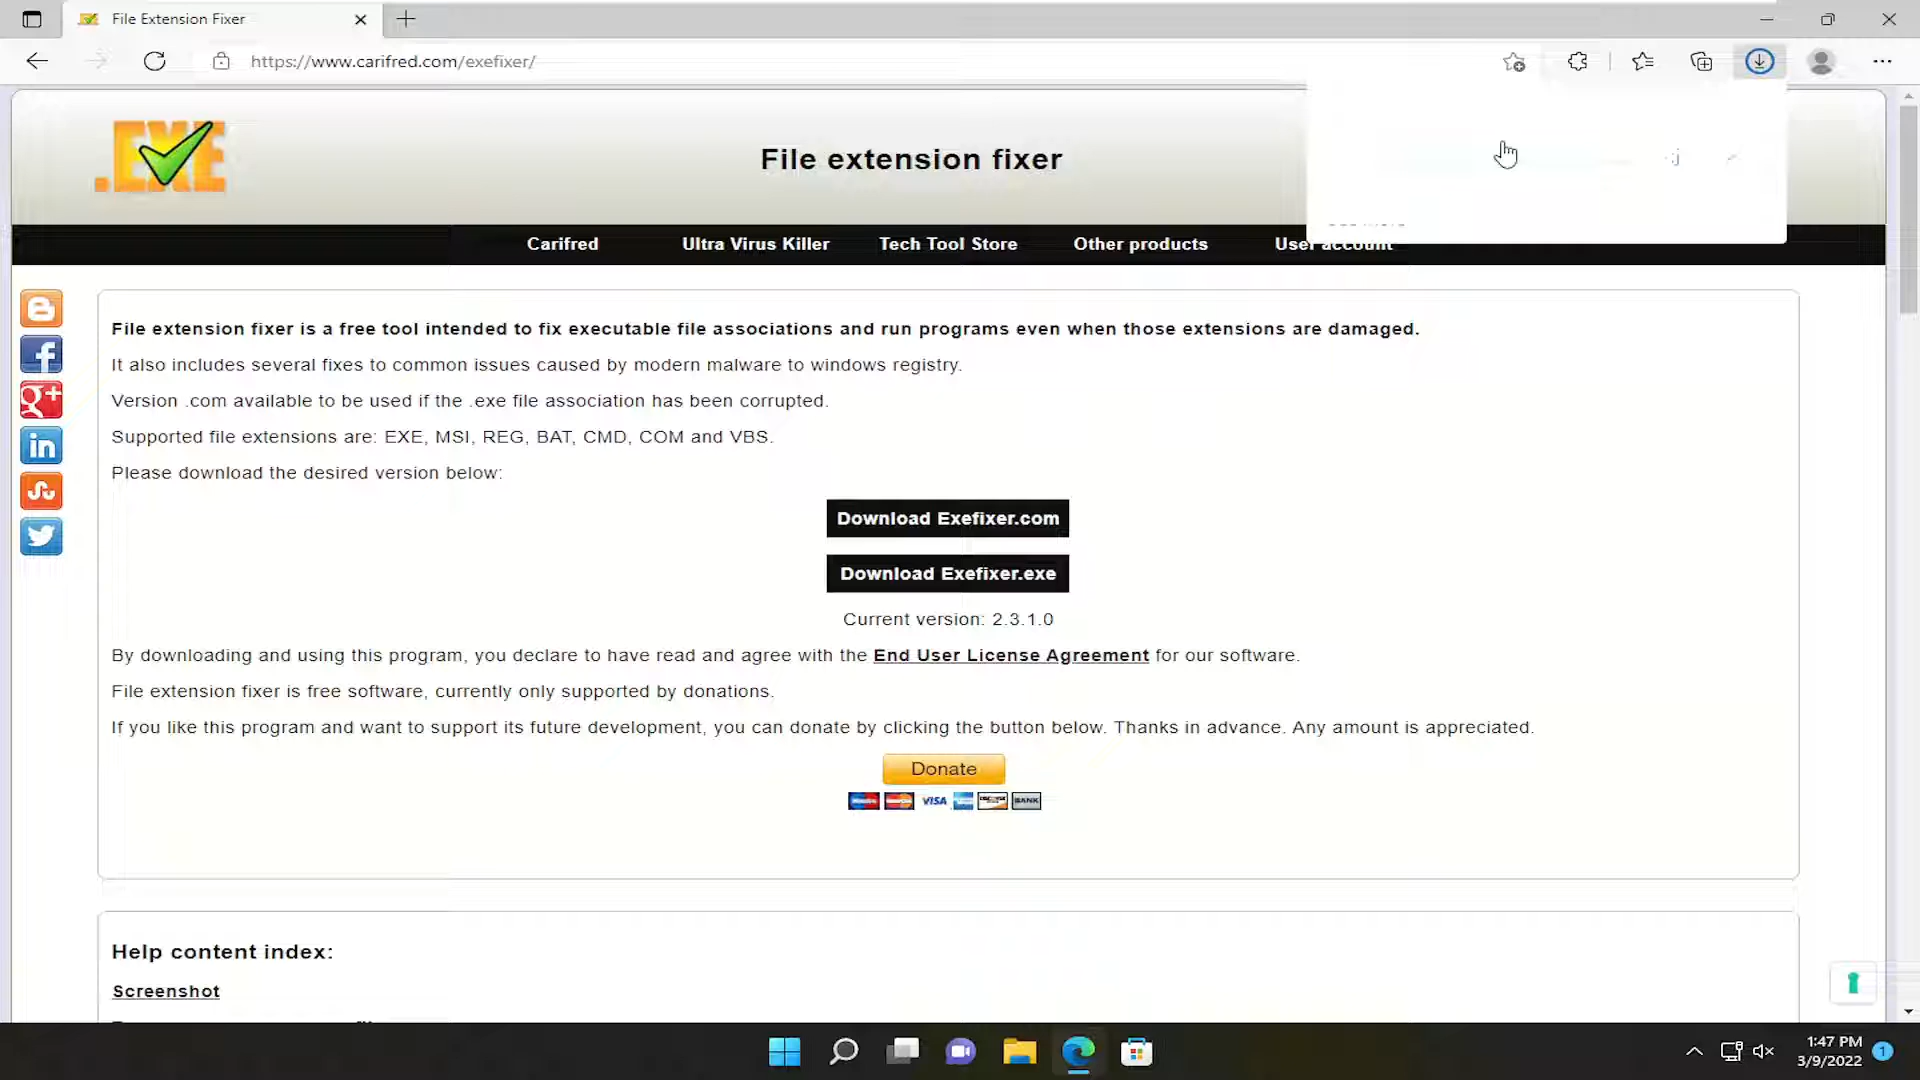 File Extension Fixer
https://www.carifred.com/exefixer/
.EXE
File extension fixer
Carifred Ultra Virus Killer Tech Tool Store Other products User account
File extension fixer is a free tool intended to fix executable file associations and run programs even when those extensions are damaged.
It also includes several fixes to common issues caused by modern malware to windows registry.
Version .com available to be used if the .exe file association has been corrupted.
Supported file extensions are: EXE, MSI, REG, BAT, CMD, COM and VBS.
Please download the desired version below:
Download Exefixer.com
Download Exefixer.exe
Current version: 2.3.1.0
By downloading and using this program, you declare to have read and agree with the End User License Agreement for our software.
File extension fixer is free software, currently only supported by donations.
If you like this program and want to support its future development, you can donate by clicking the button below. Thanks in advance. Any amount is appreciated.
Donate
VISA
BANK
Help content index:
Screenshot
1:47 PM
3/9/2022
1